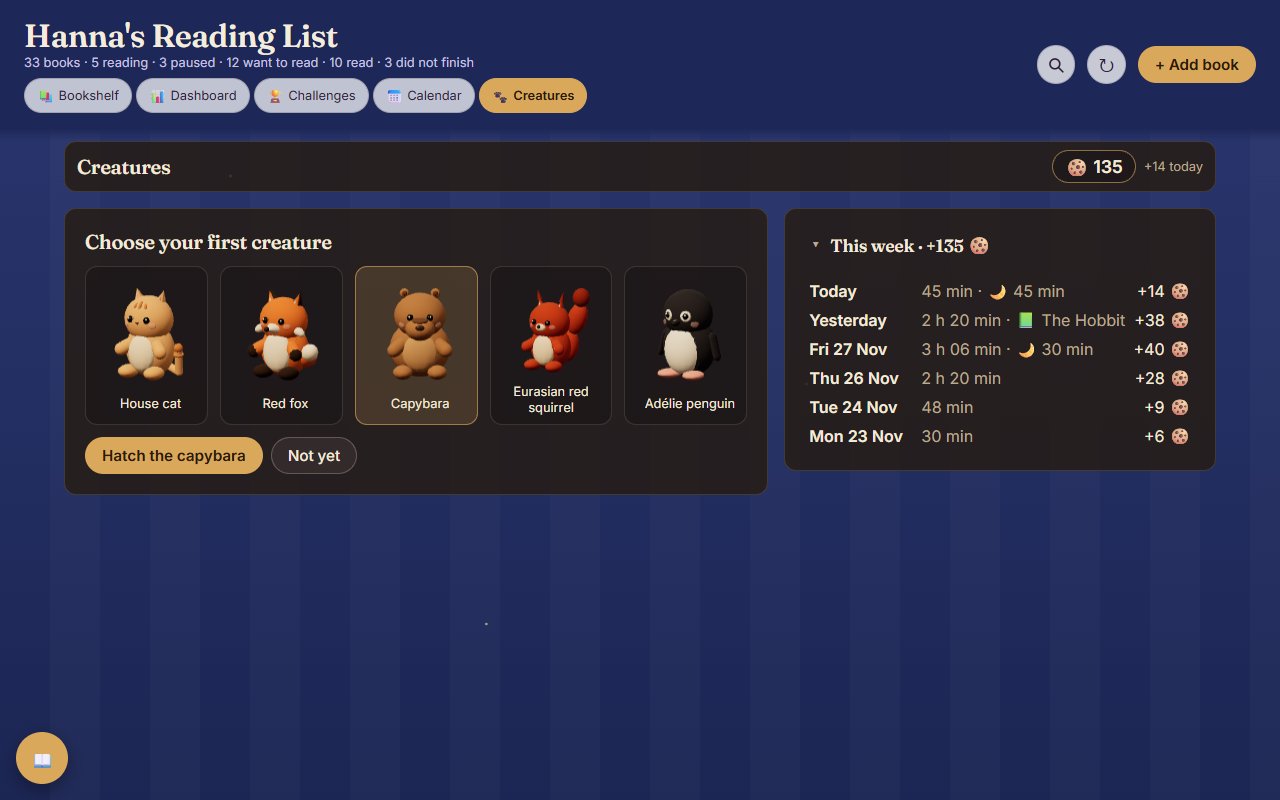 Hanna's Reading List
33 books · 5 reading · 3 paused · 12 want to read · 10 read · 3 did not finish
Bookshelf
Dashboard
Challenges
Calendar
Creatures
+ Add book
Creatures
135
+14 today
Choose your first creature
House cat
Red fox
Capybara
Eurasian red
squirrel
Adélie penguin
Hatch the capybara
Not yet
This week · +135
Today 45 min · 45 min +14
Yesterday 2 h 20 min · The Hobbit +38
Fri 27 Nov 3 h 06 min · 30 min +40
Thu 26 Nov 2 h 20 min +28
Tue 24 Nov 48 min +9
Mon 23 Nov 30 min +6